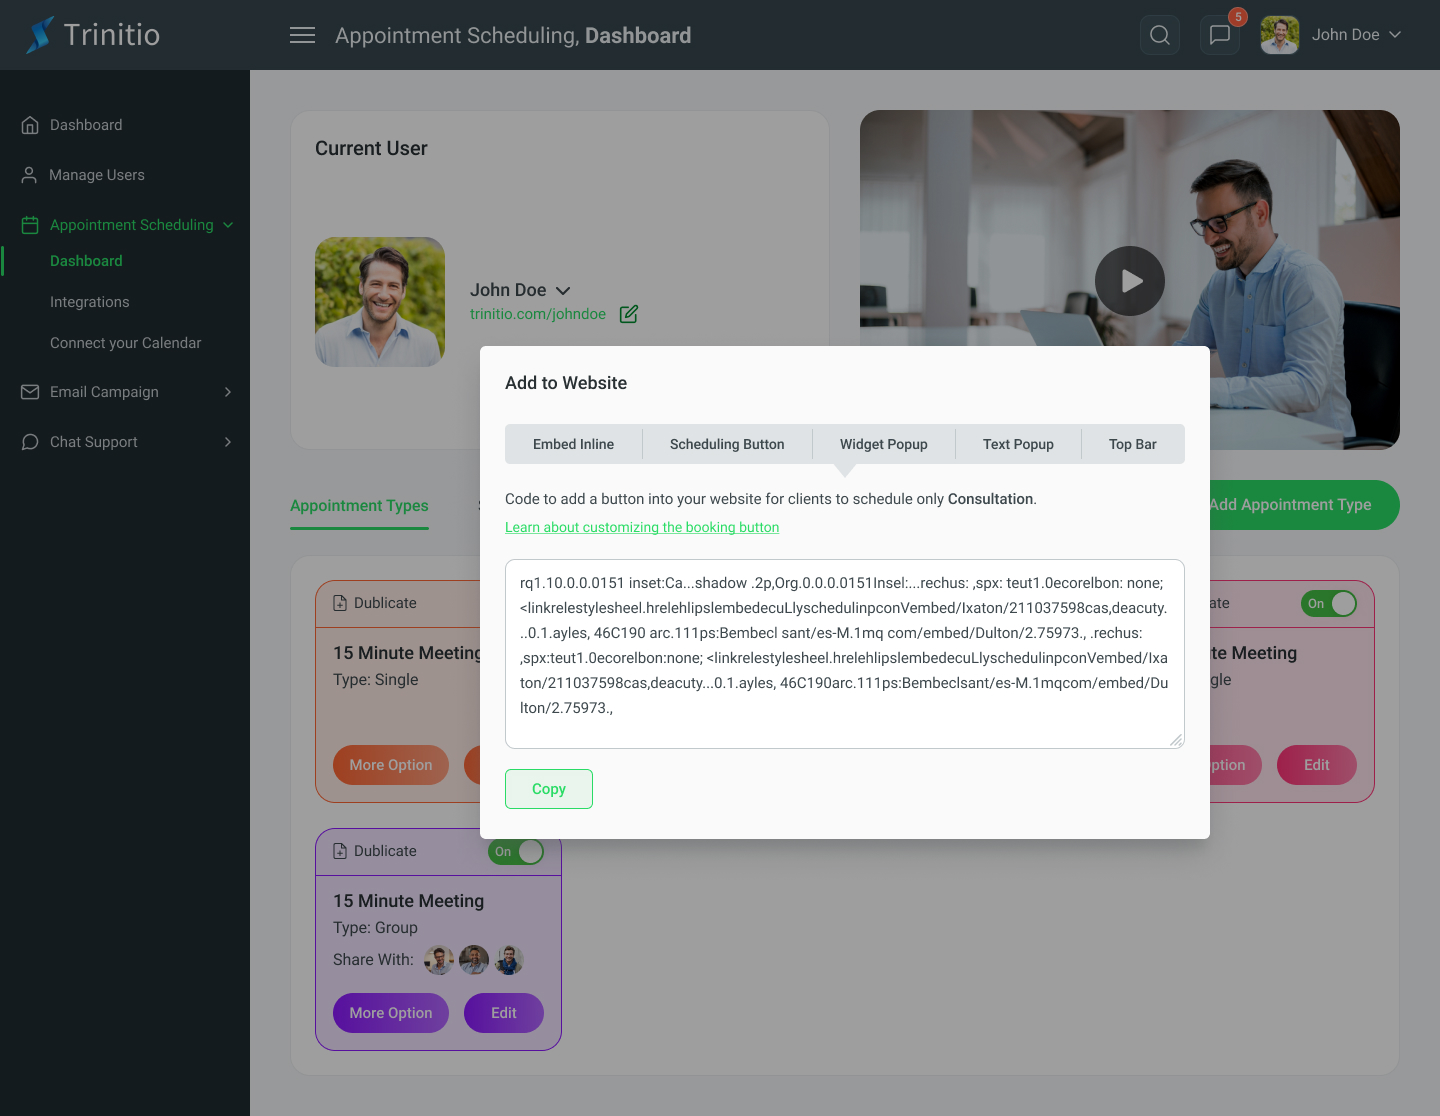 Trinitio
Appointment Scheduling, Dashboard
5
John Doe
Dashboard
Manage Users
Appointment Scheduling
Dashboard
Integrations
Connect your Calendar
Email Campaign
Chat Support
Current User
John Doe
trinitio.com/johndoe
Add to Website
Embed Inline
Scheduling Button
Widget Popup
Text Popup
Top Bar
Code to add a button into your website for clients to schedule only Consultation.
Learn about customizing the booking button
rq1.10.0.0.0151 inset:Ca...shadow .2p,Org.0.0.0.0151Insel:...rechus: ,spx: teut1.0ecorelbon: none;
<linkrelestylesheel.hrelehlipslembedecuLlyschedulinpconVembed/Ixaton/211037598cas,deacuty.
..0.1.ayles, 46C190 arc.111ps:Bembecl sant/es-M.1mq com/embed/Dulton/2.75973., .rechus:
,spx:teut1.0ecorelbon:none; <linkrelestylesheel.hrelehlipslembedecuLlyschedulinpconVembed/Ixa
ton/211037598cas,deacuty...0.1.ayles, 46C190arc.111ps:Bembeclsant/es-M.1mqcom/embed/Du
lton/2.75973.,
Copy
Appointment Types
Add Appointment Type
Dublicate
15 Minute Meeting
Type: Single
More Option
On
Meeting
Edit
Dublicate
On
15 Minute Meeting
Type: Group
Share With:
More Option
Edit